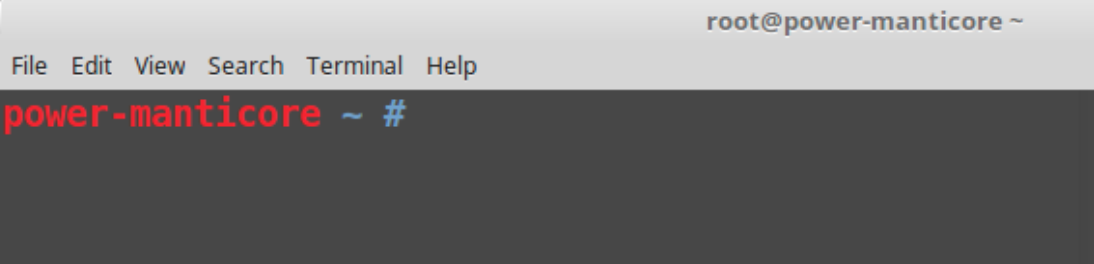 root@power-manticore ~
File Edit View Search Terminal Help
power-manticore ~ #